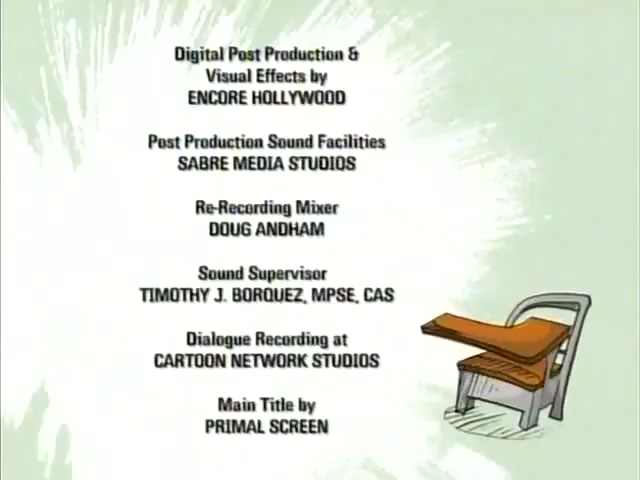 Digital Post Production &
Visual Effects by
ENCORE HOLLYWOOD
Post Production Sound Facilities
SABRE MEDIA STUDIOS
Re-Recording Mixer
DOUG ANDHAM
Sound Supervisor
TIMOTHY J. BORQUEZ, MPSE, CAS
Dialogue Recording at
CARTOON NETWORK STUDIOS
Main Title by
PRIMAL SCREEN